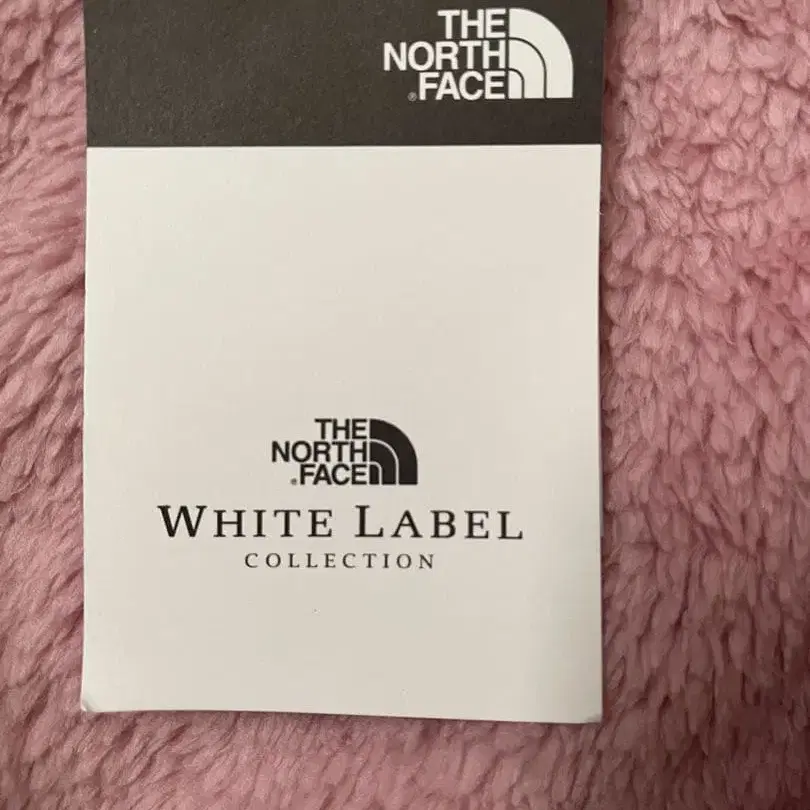 THE
NORTH
FACE
THE
NORTH
FACE
WHITE LABEL
COLLECTION